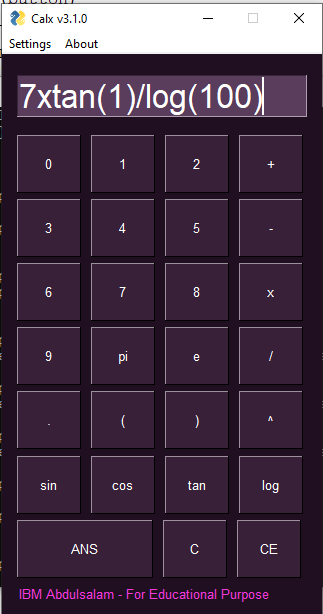 Calx v3.1.0
Settings About
7xtan(1)/log(100)
0 1 2 +
3 4 5 -
6 7 8 x
9 pi e /
. ( ) ^
sin cos tan log
ANS C CE
IBM Abdulsalam - For Educational Purpose